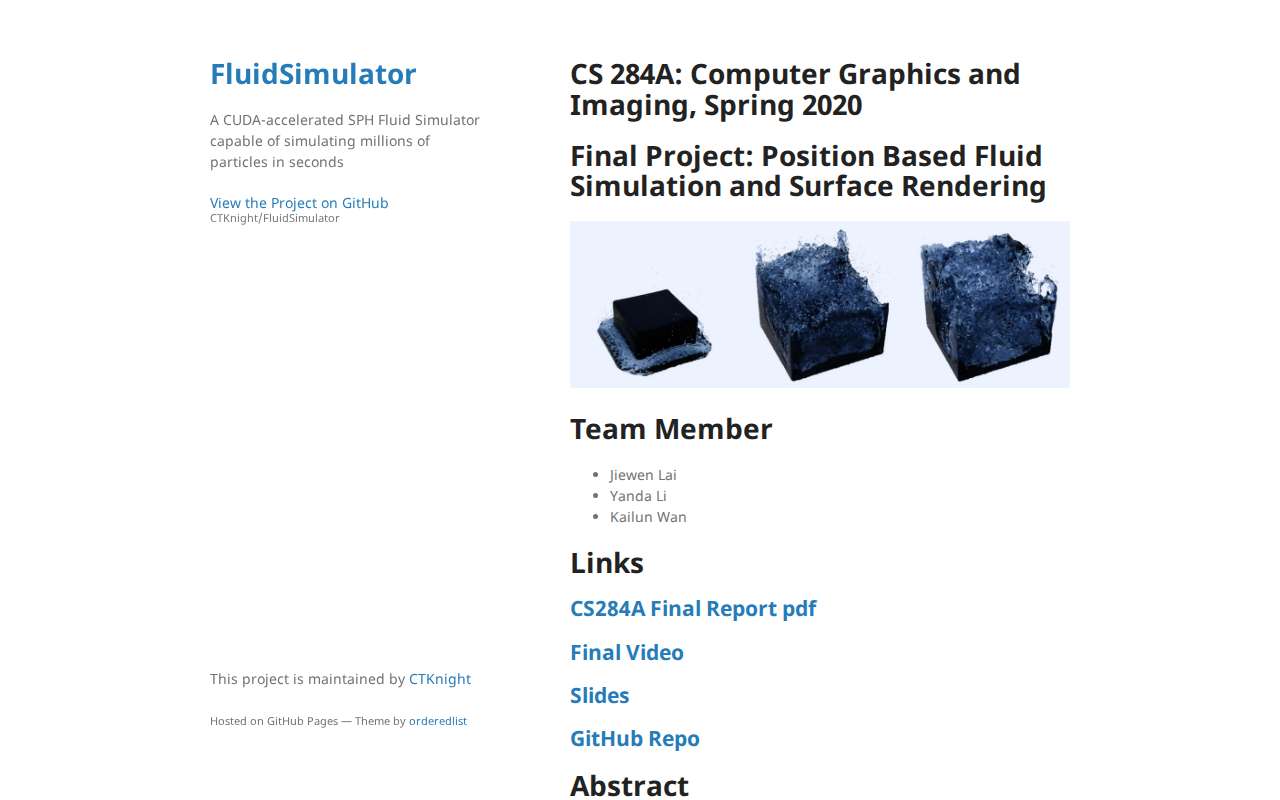 FluidSimulator
A CUDA-accelerated SPH Fluid Simulator
capable of simulating millions of
particles in seconds
View the Project on GitHub
CTKnight/FluidSimulator
This project is maintained by CTKnight
Hosted on GitHub Pages — Theme by orderedlist
CS 284A: Computer Graphics and
Imaging, Spring 2020
Final Project: Position Based Fluid
Simulation and Surface Rendering
Team Member
• Jiewen Lai
• Yanda Li
• Kailun Wan
Links
CS284A Final Report pdf
Final Video
Slides
GitHub Repo
Abstract